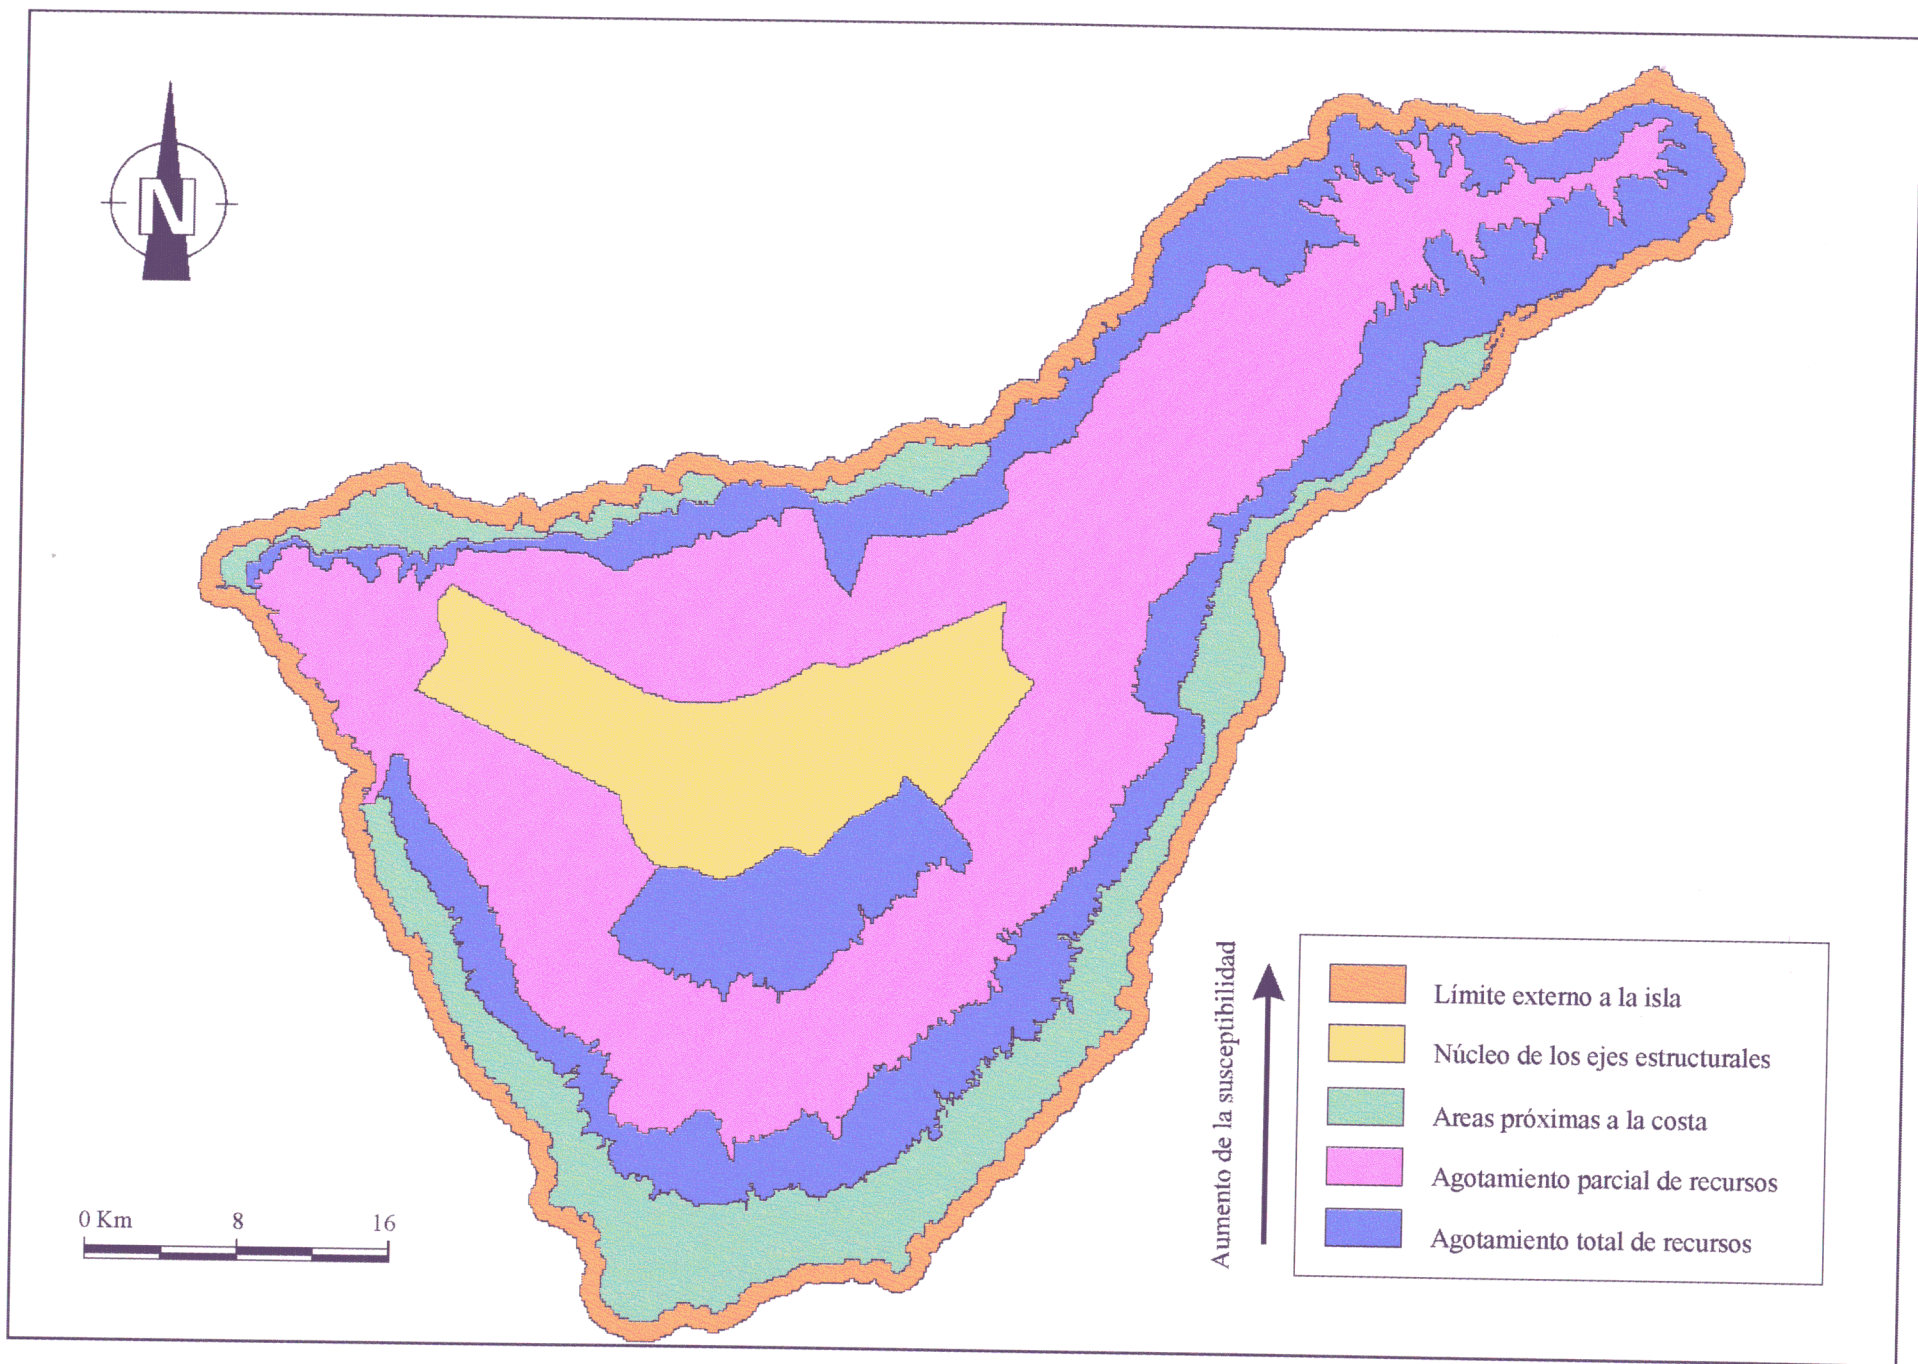 N
Aumento de la susceptibilidad
Límite externo a la isla
Núcleo de los ejes estructurales
Areas próximas a la costa
Agotamiento parcial de recursos
Agotamiento total de recursos
0 Km 8 16